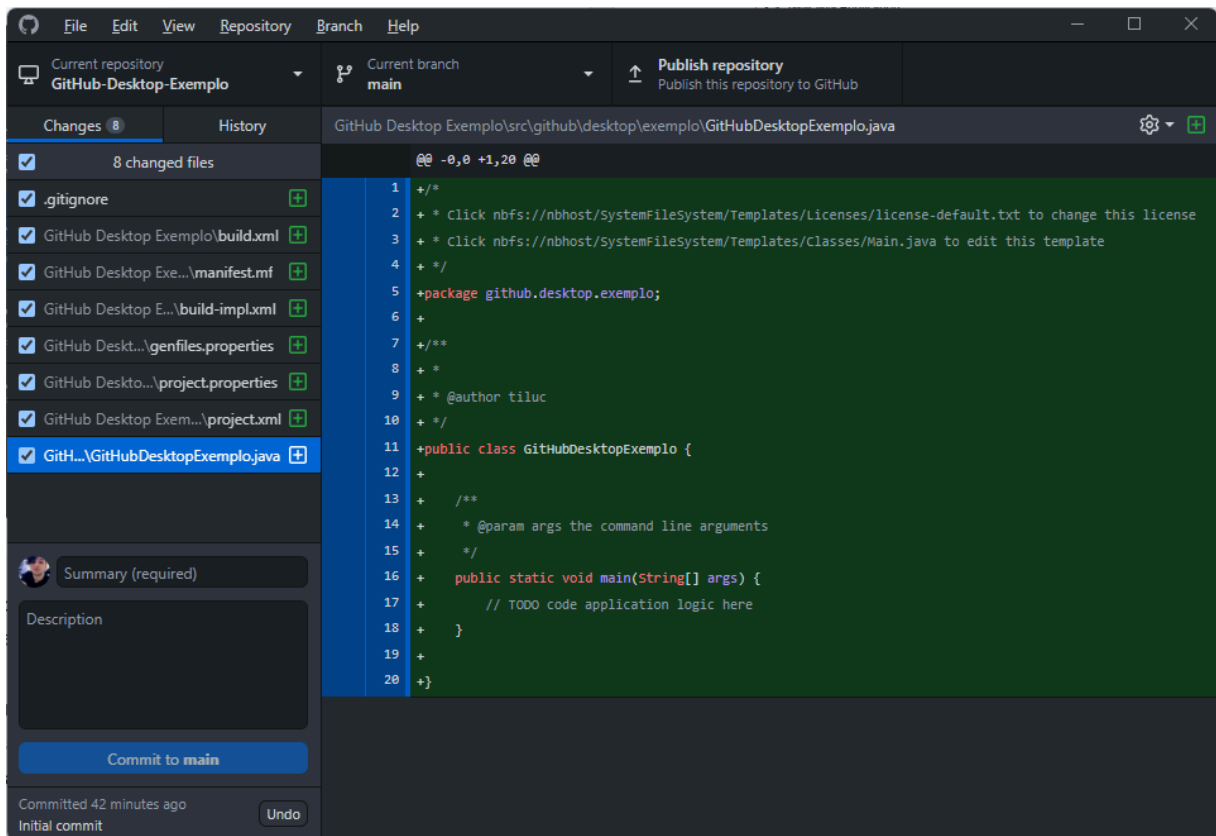 File Edit View Repository Branch Help
Current repository
GitHub-Desktop-Exemplo
Current branch
main
Publish repository
Publish this repository to GitHub
Changes 8
History
8 changed files
.gitignore
GitHub Desktop Exemplo\build.xml
GitHub Desktop Exe...\manifest.mf
GitHub Desktop E...\build-impl.xml
GitHub Deskt...\genfiles.properties
GitHub Deskto...\project.properties
GitHub Desktop Exem...\project.xml
GitH...\GitHubDesktopExemplo.java
Summary (required)
Description
Commit to main
Committed 42 minutes ago
Initial commit
Undo
GitHub Desktop Exemplo\src\github\desktop\exemplo\GitHubDesktopExemplo.java
@@ -0,0 +1,20 @@
1 +/*
2 + * Click nbfs://nbhost/SystemFileSystem/Templates/Licenses/license-default.txt to change this license
3 + * Click nbfs://nbhost/SystemFileSystem/Templates/Classes/Main.java to edit this template
4 + */
5 +package github.desktop.exemplo;
6 +
7 +/**
8 + *
9 + * @author tiluc
10 + */
11 +public class GitHubDesktopExemplo {
12 +
13 +    /**
14 +     * @param args the command line arguments
15 +     */
16 +    public static void main(String[] args) {
17 +        // TODO code application logic here
18 +    }
19 +
20 +}